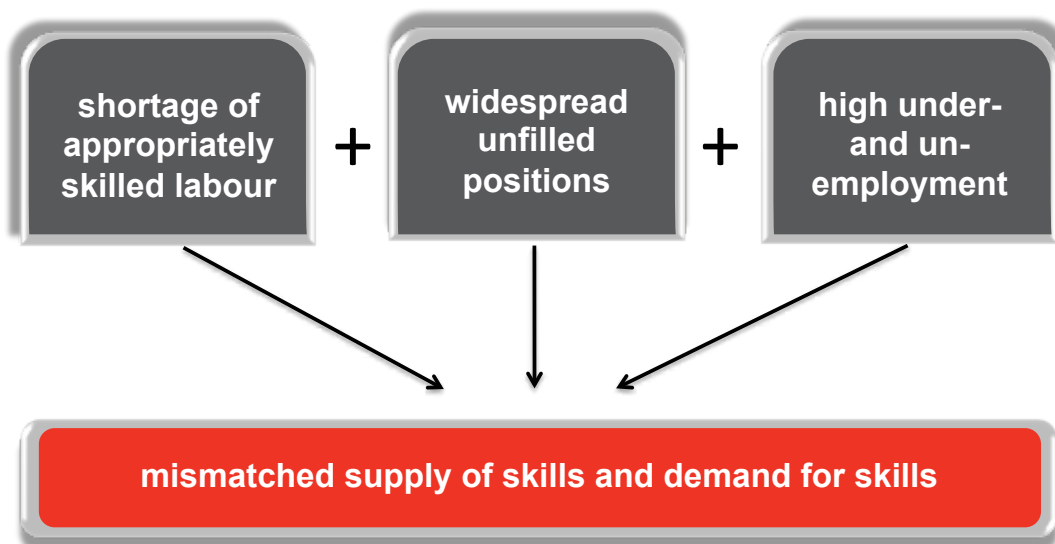 shortage of
appropriately
skilled labour
+
widespread
unfilled
positions
+
high under-
and un-
employment
mismatched supply of skills and demand for skills